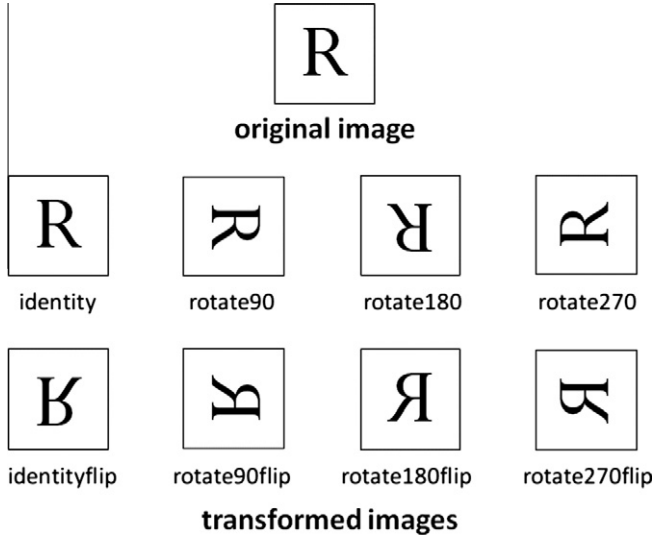 R
original image
R R R R
identity rotate90 rotate180 rotate270
R R R R
identityflip rotate90flip rotate180flip rotate270flip
transformed images